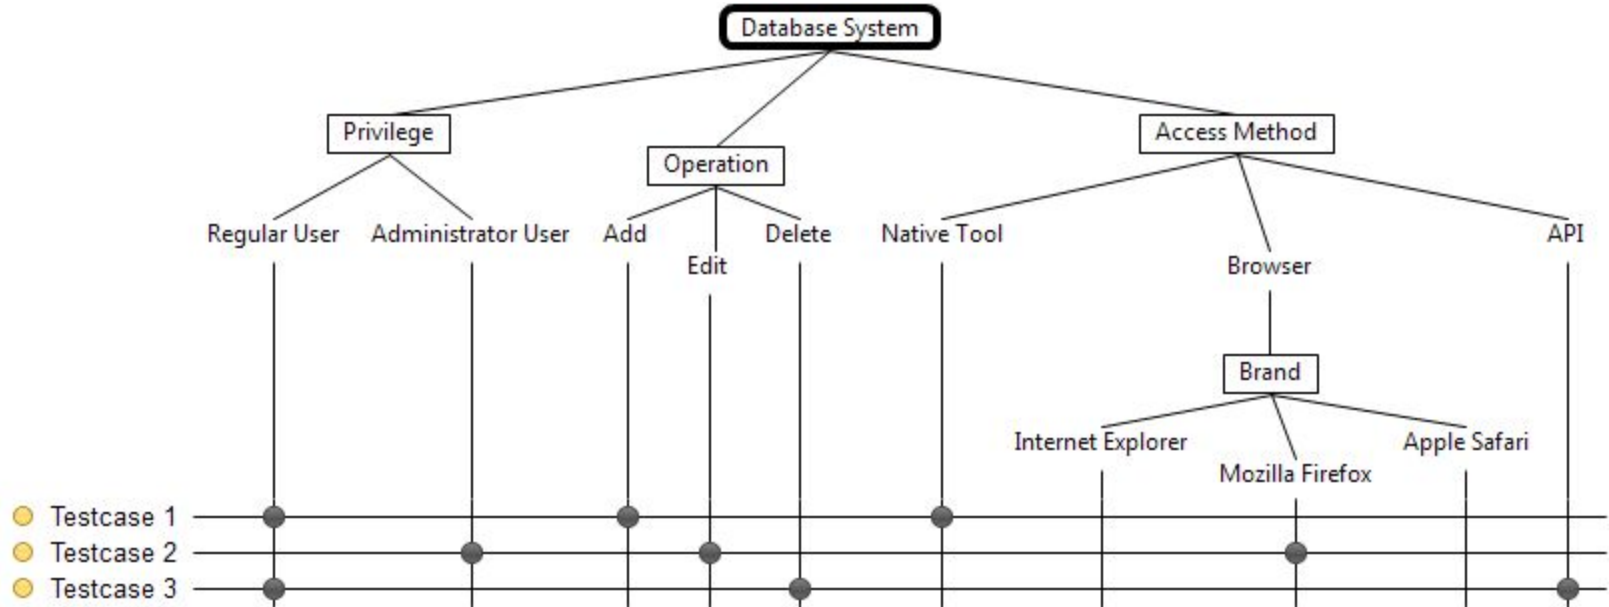 Database System
Privilege
Access Method
Operation
Regular User
Administrator User
Add
Delete
Native Tool
API
Edit
Browser
Brand
Internet Explorer
Apple Safari
Mozilla Firefox
Testcase 1
Testcase 2
Testcase 3